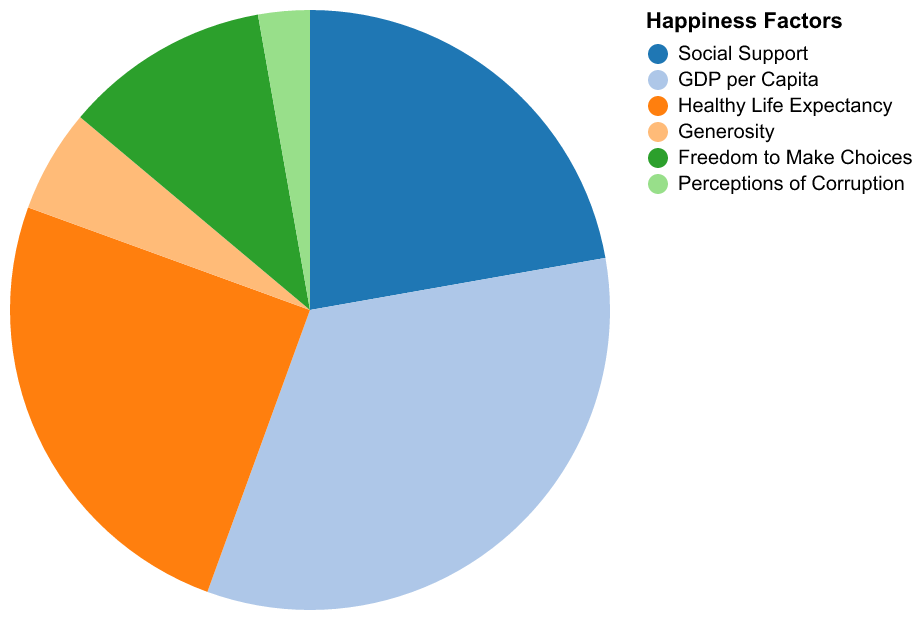 Happiness Factors
Social Support
GDP per Capita
Healthy Life Expectancy
Generosity
Freedom to Make Choices
Perceptions of Corruption